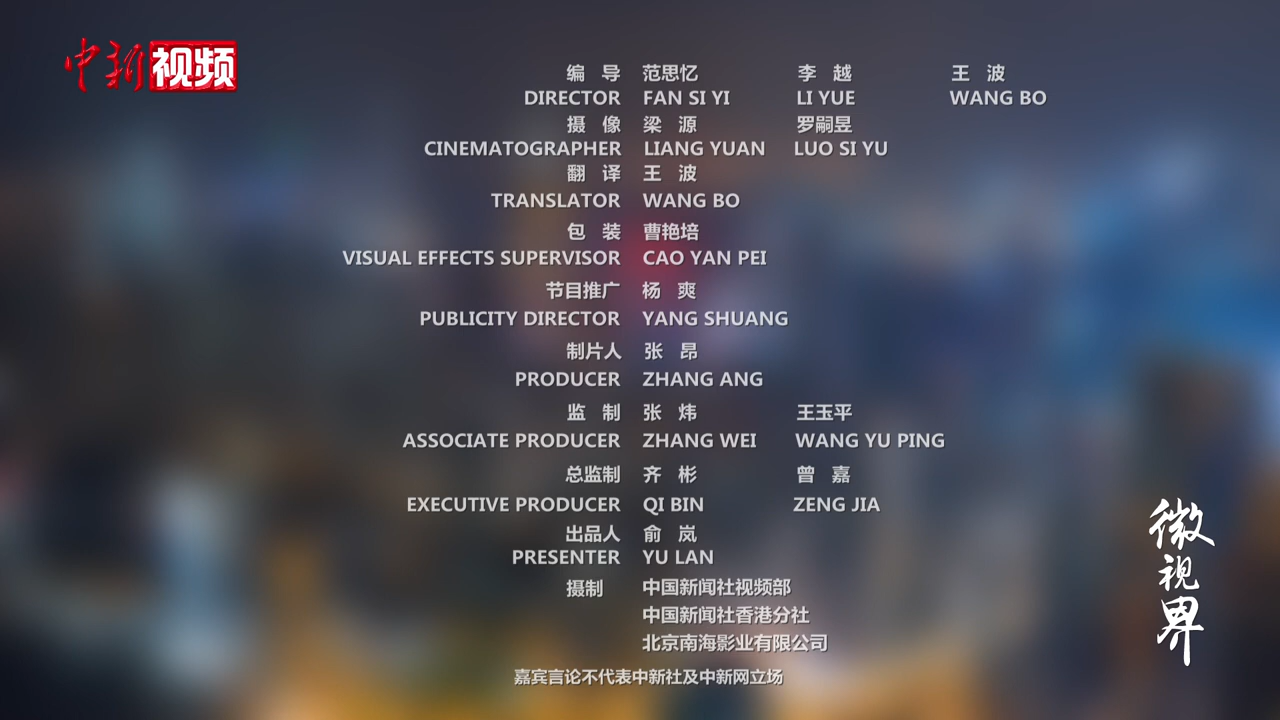 中新视频
编 导 范思忆 李 越 王 波
DIRECTOR FAN SI YI LI YUE WANG BO
摄 像 梁 源 罗嗣昱
CINEMATOGRAPHER LIANG YUAN LUO SI YU
翻 译 王 波
TRANSLATOR WANG BO
包 装 曹艳培
VISUAL EFFECTS SUPERVISOR CAO YAN PEI
节目推广 杨 爽
PUBLICITY DIRECTOR YANG SHUANG
制片人 张 昂
PRODUCER ZHANG ANG
监 制 张 炜 王玉平
ASSOCIATE PRODUCER ZHANG WEI WANG YU PING
总监制 齐 彬 曾 嘉
EXECUTIVE PRODUCER QI BIN ZENG JIA
出品人 俞 岚
PRESENTER YU LAN
摄制 中国新闻社视频部
中国新闻社香港分社
北京南海影业有限公司
嘉宾言论不代表中新社及中新网立场
微视界